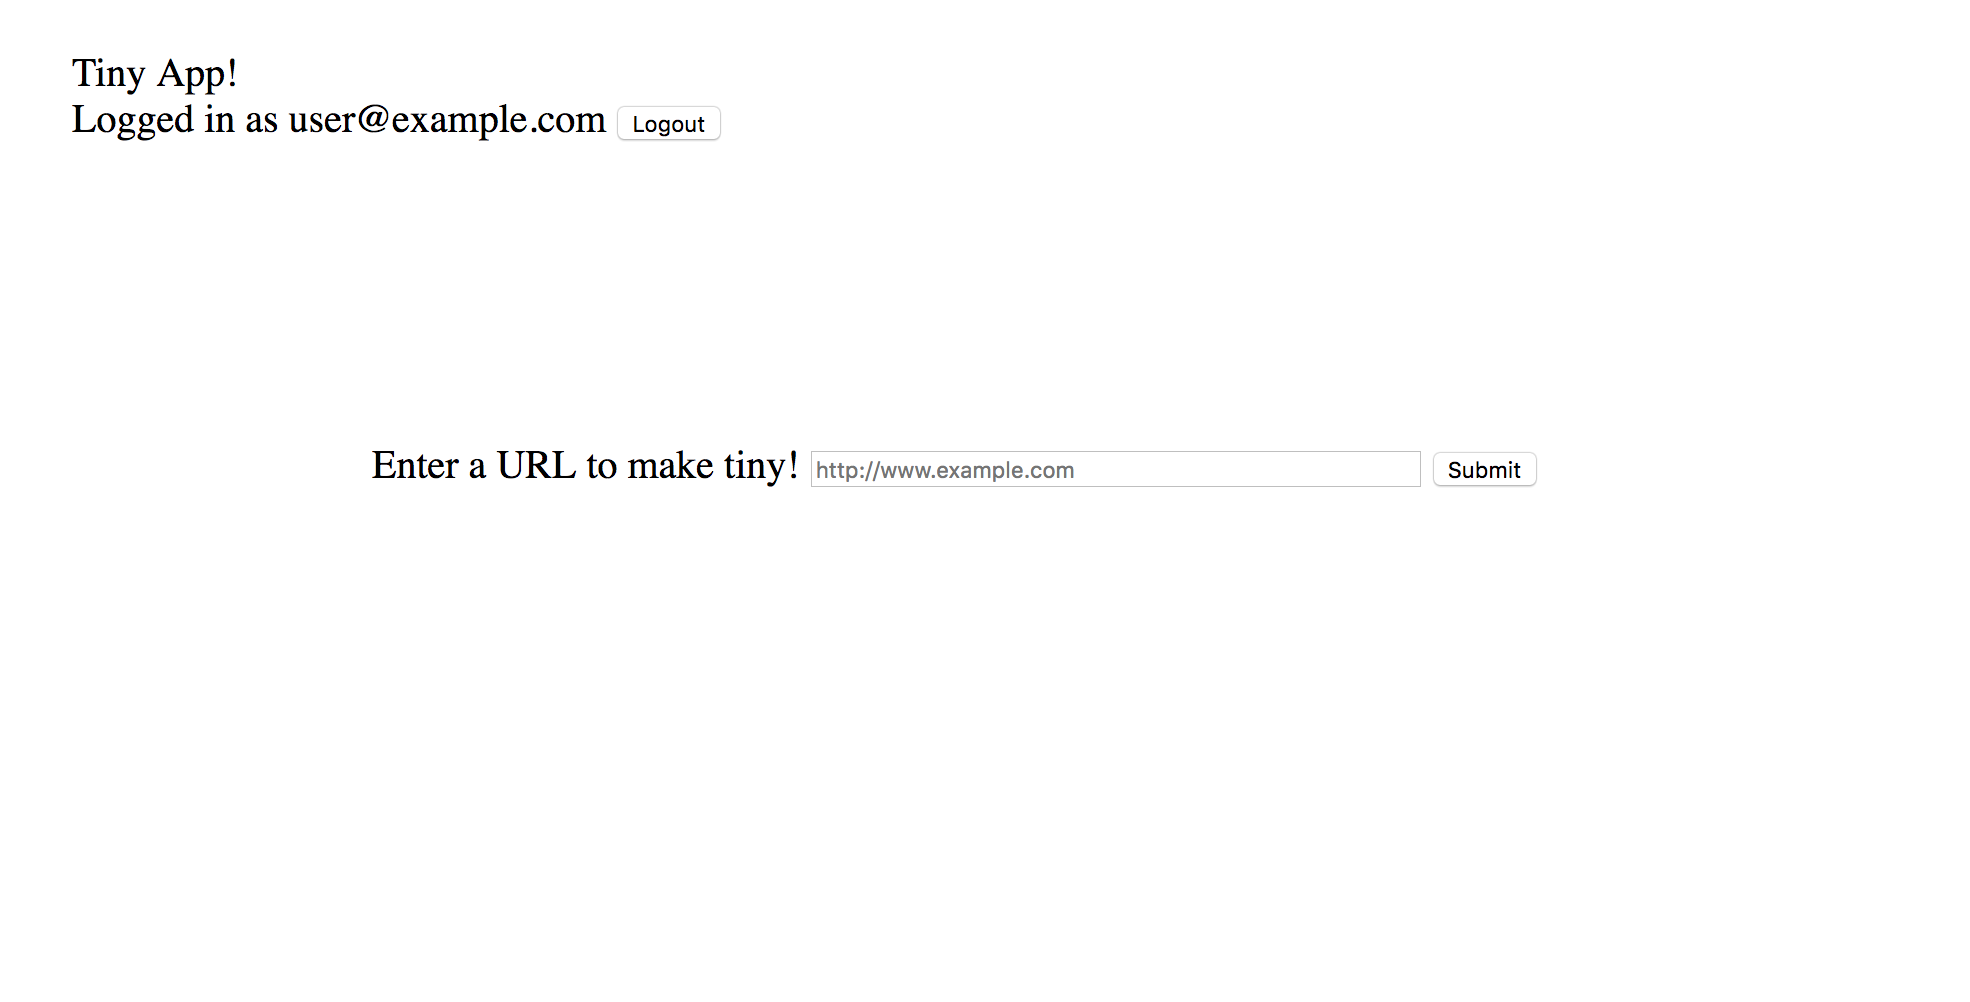 Tiny App!
Logged in as user@example.com Logout
Enter a URL to make tiny! http://www.example.com Submit